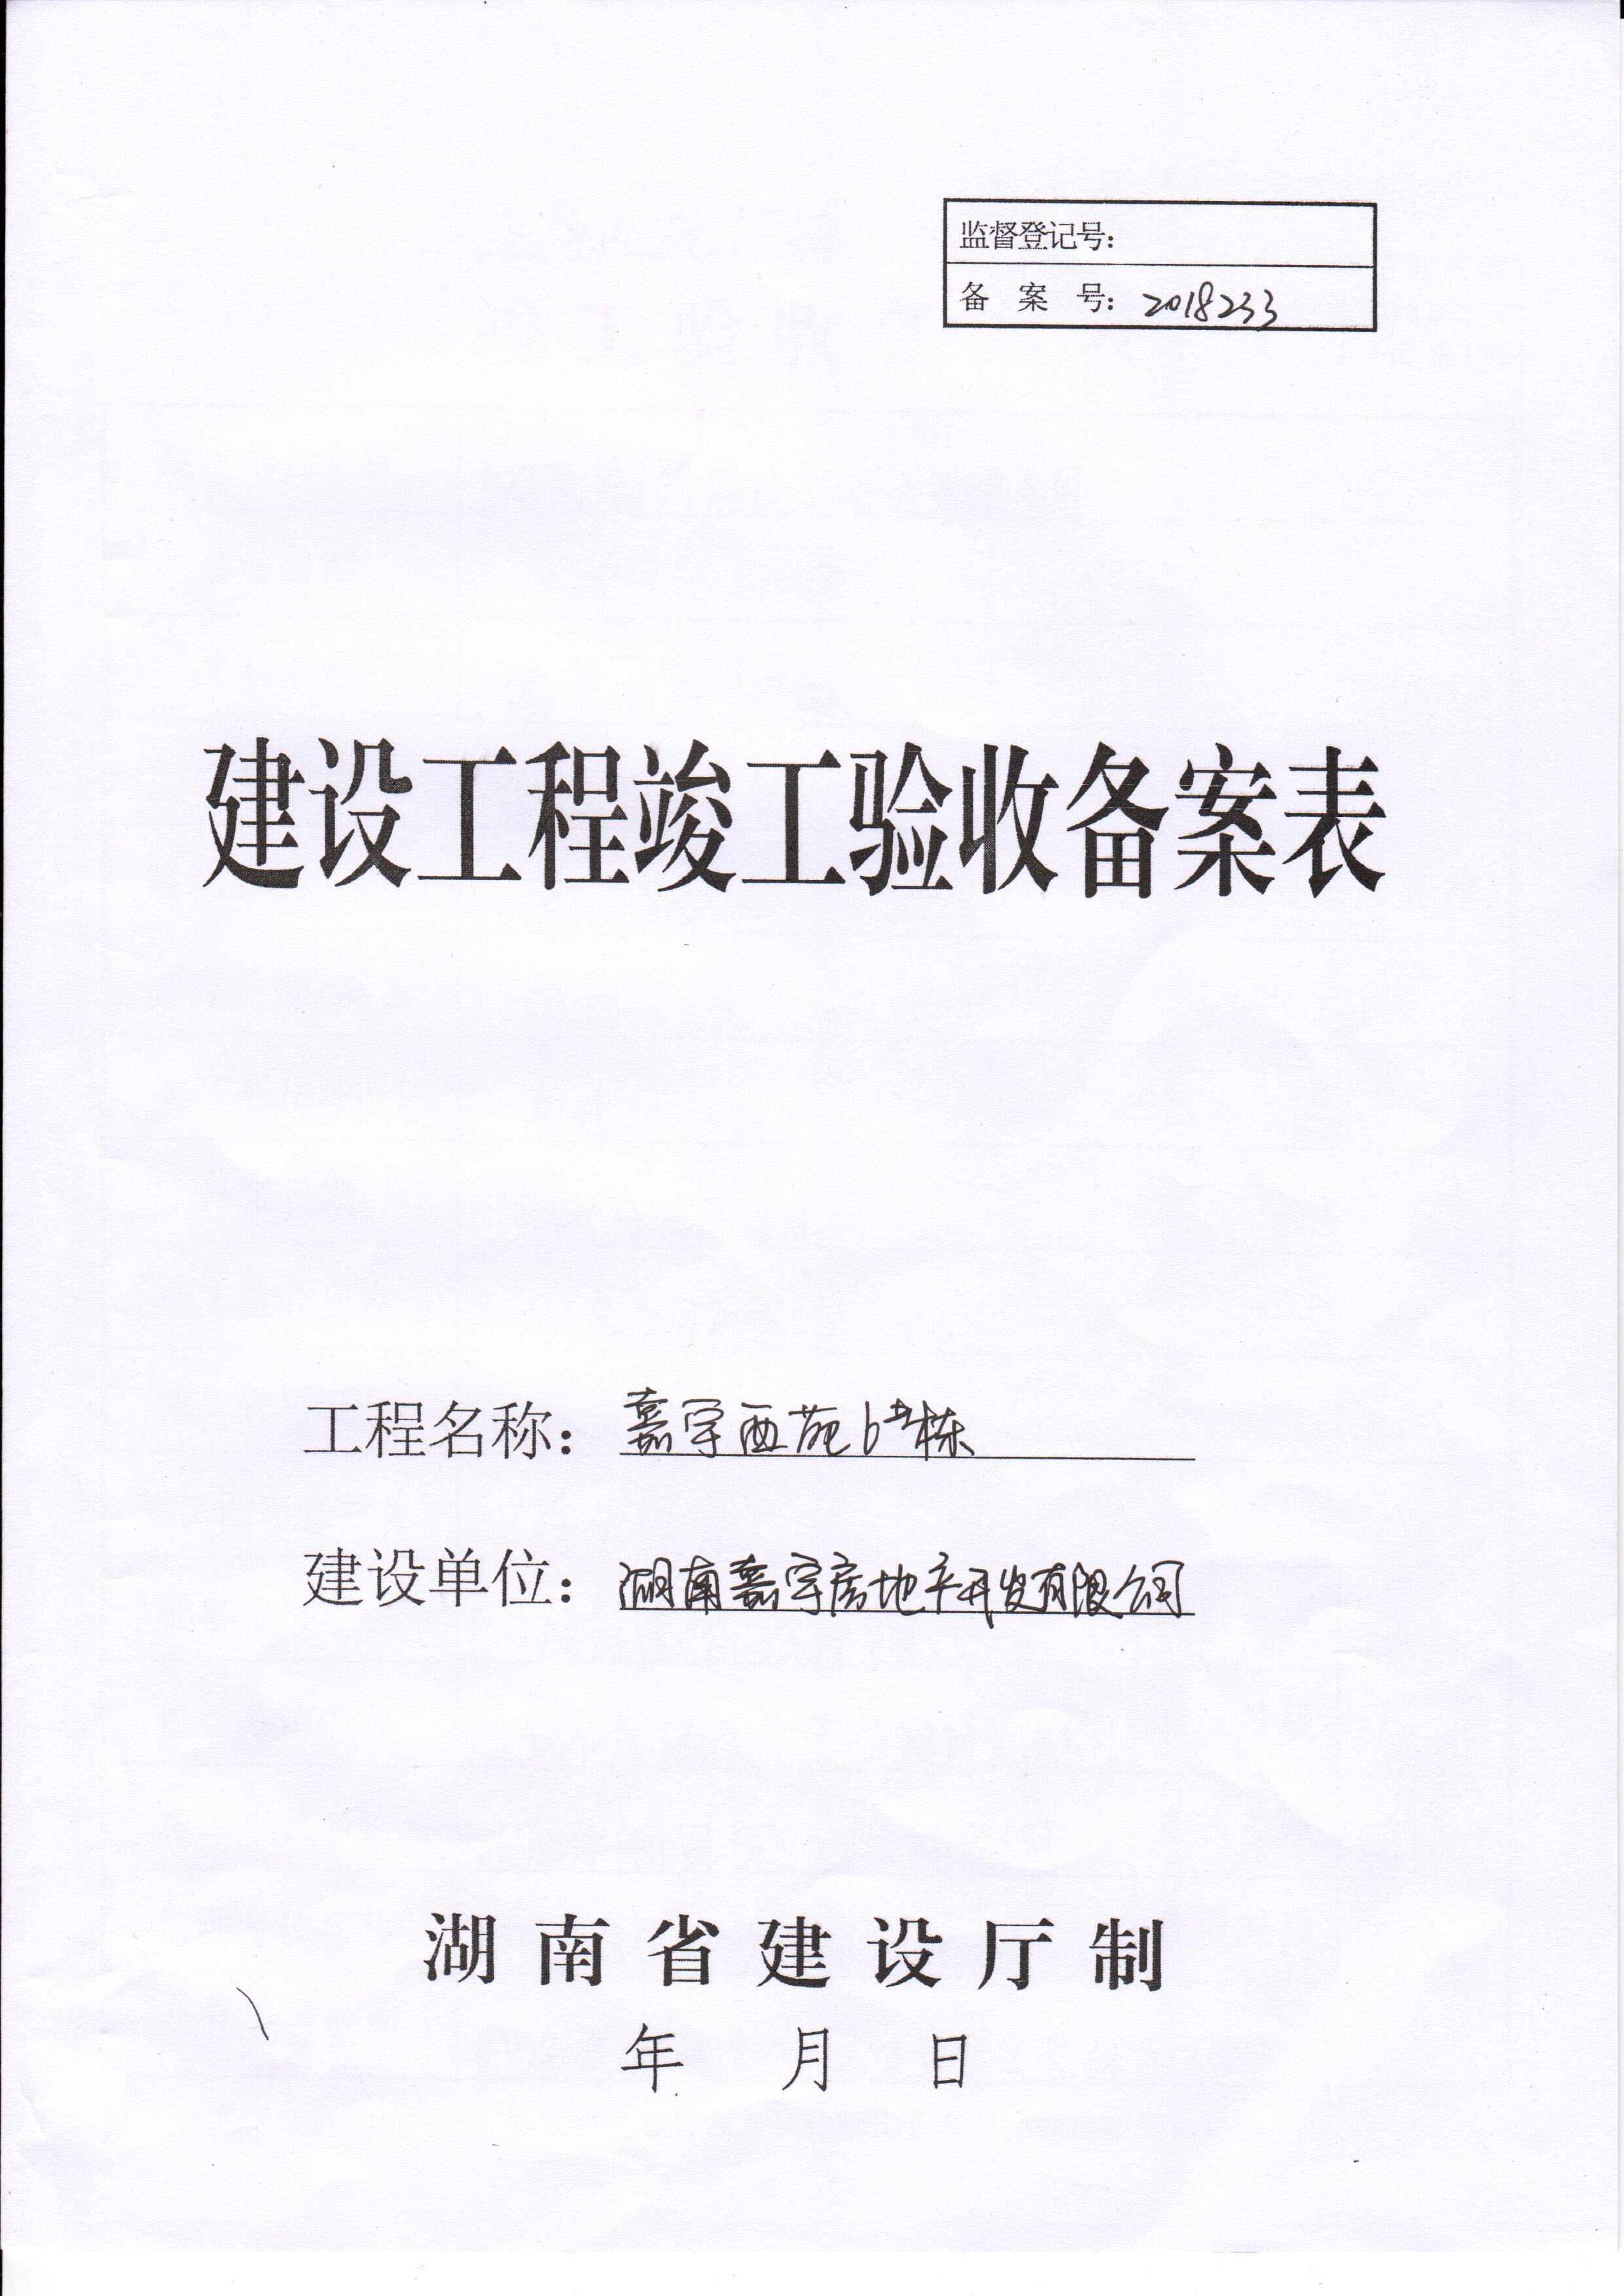 监督登记号：
备 案 号：2018233
建设工程竣工验收备案表
工程名称：嘉宇西苑6#栋
建设单位：湖南嘉宇房地产开发有限公司
湖南省建设厅制
年 月 日